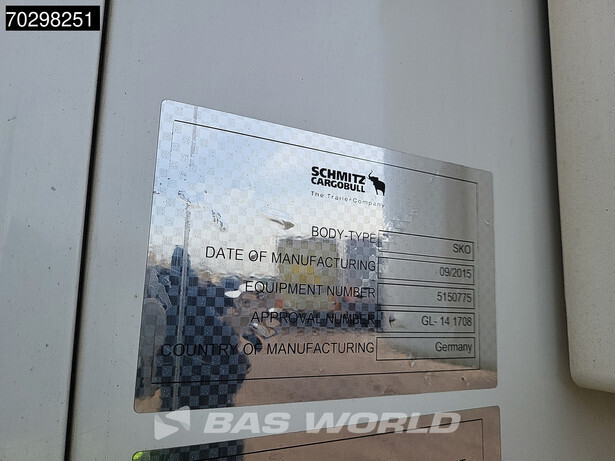 70298251
SCHMITZ
CARGOBULL
The Trailer Company
BODY-TYPE SKO
DATE OF MANUFACTURING 09/2015
EQUIPMENT NUMBER 5150775
APPROVAL NUMBER GL- 14 1708
COUNTRY OF MANUFACTURING Germany
BAS WORLD